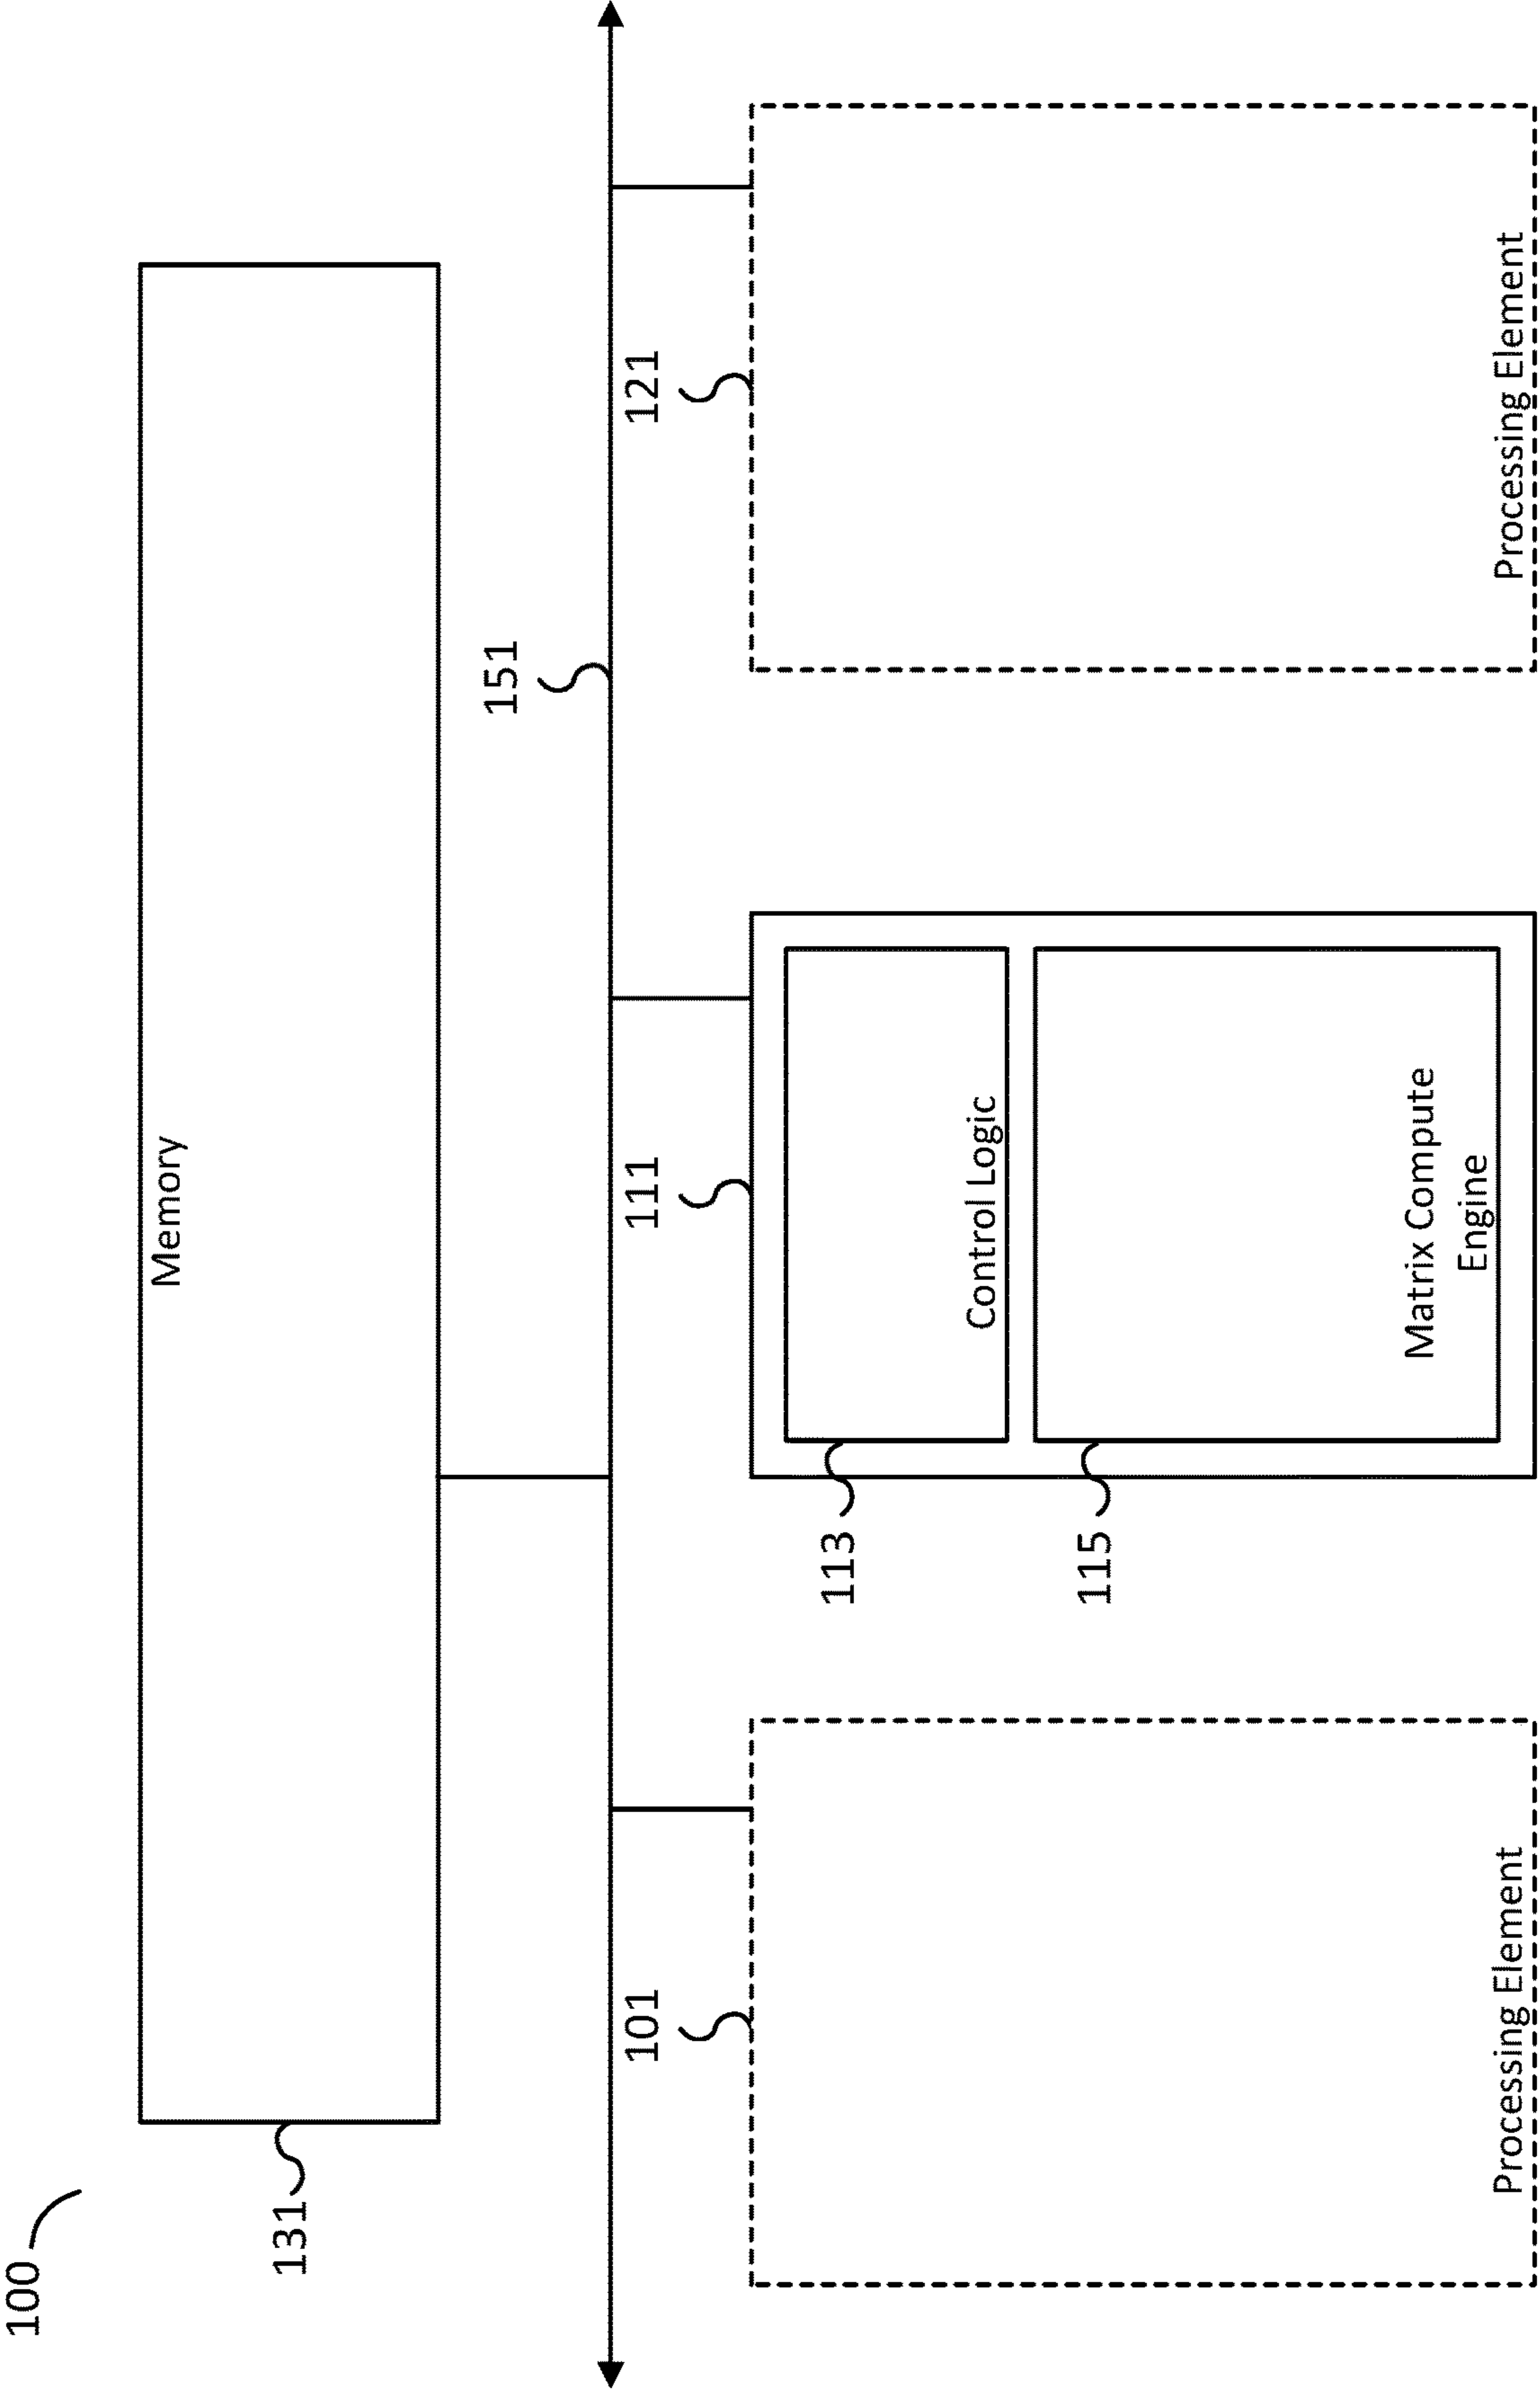 100
131
Memory
151
101
111
121
113
Control Logic
115
Matrix Compute
Engine
Processing Element
Processing Element